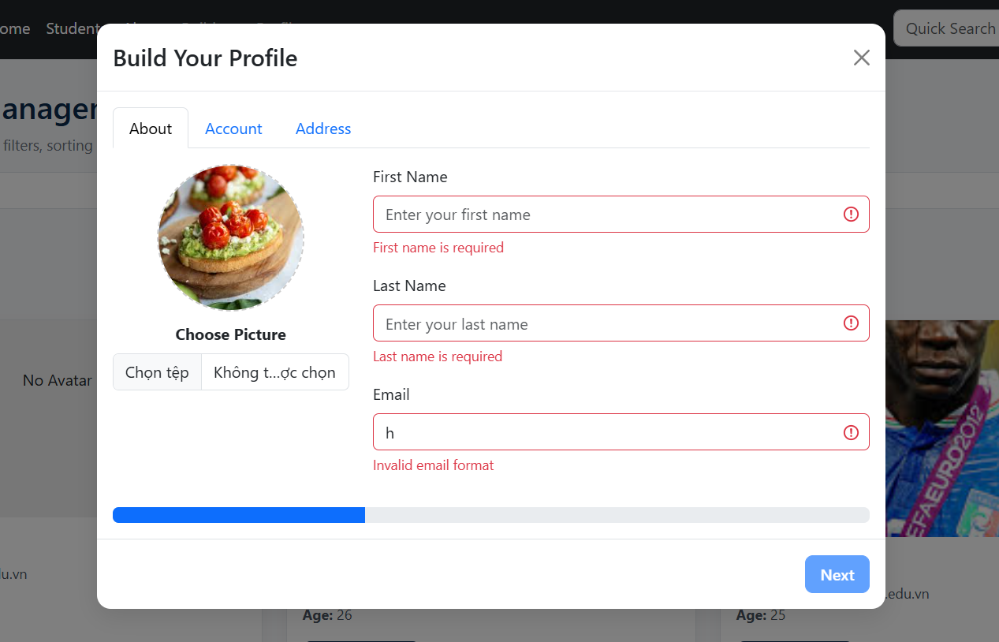 ome Student
Quick Search
Build Your Profile
anager
filters, sorting
About Account Address
First Name
Enter your first name
First name is required
Last Name
Enter your last name
Last name is required
Choose Picture
Chọn tệp Không t...ợc chọn
No Avatar
Email
h
Invalid email format
EFAEURO2012
Next
du.vn
.edu.vn
Age: 26
Age: 25